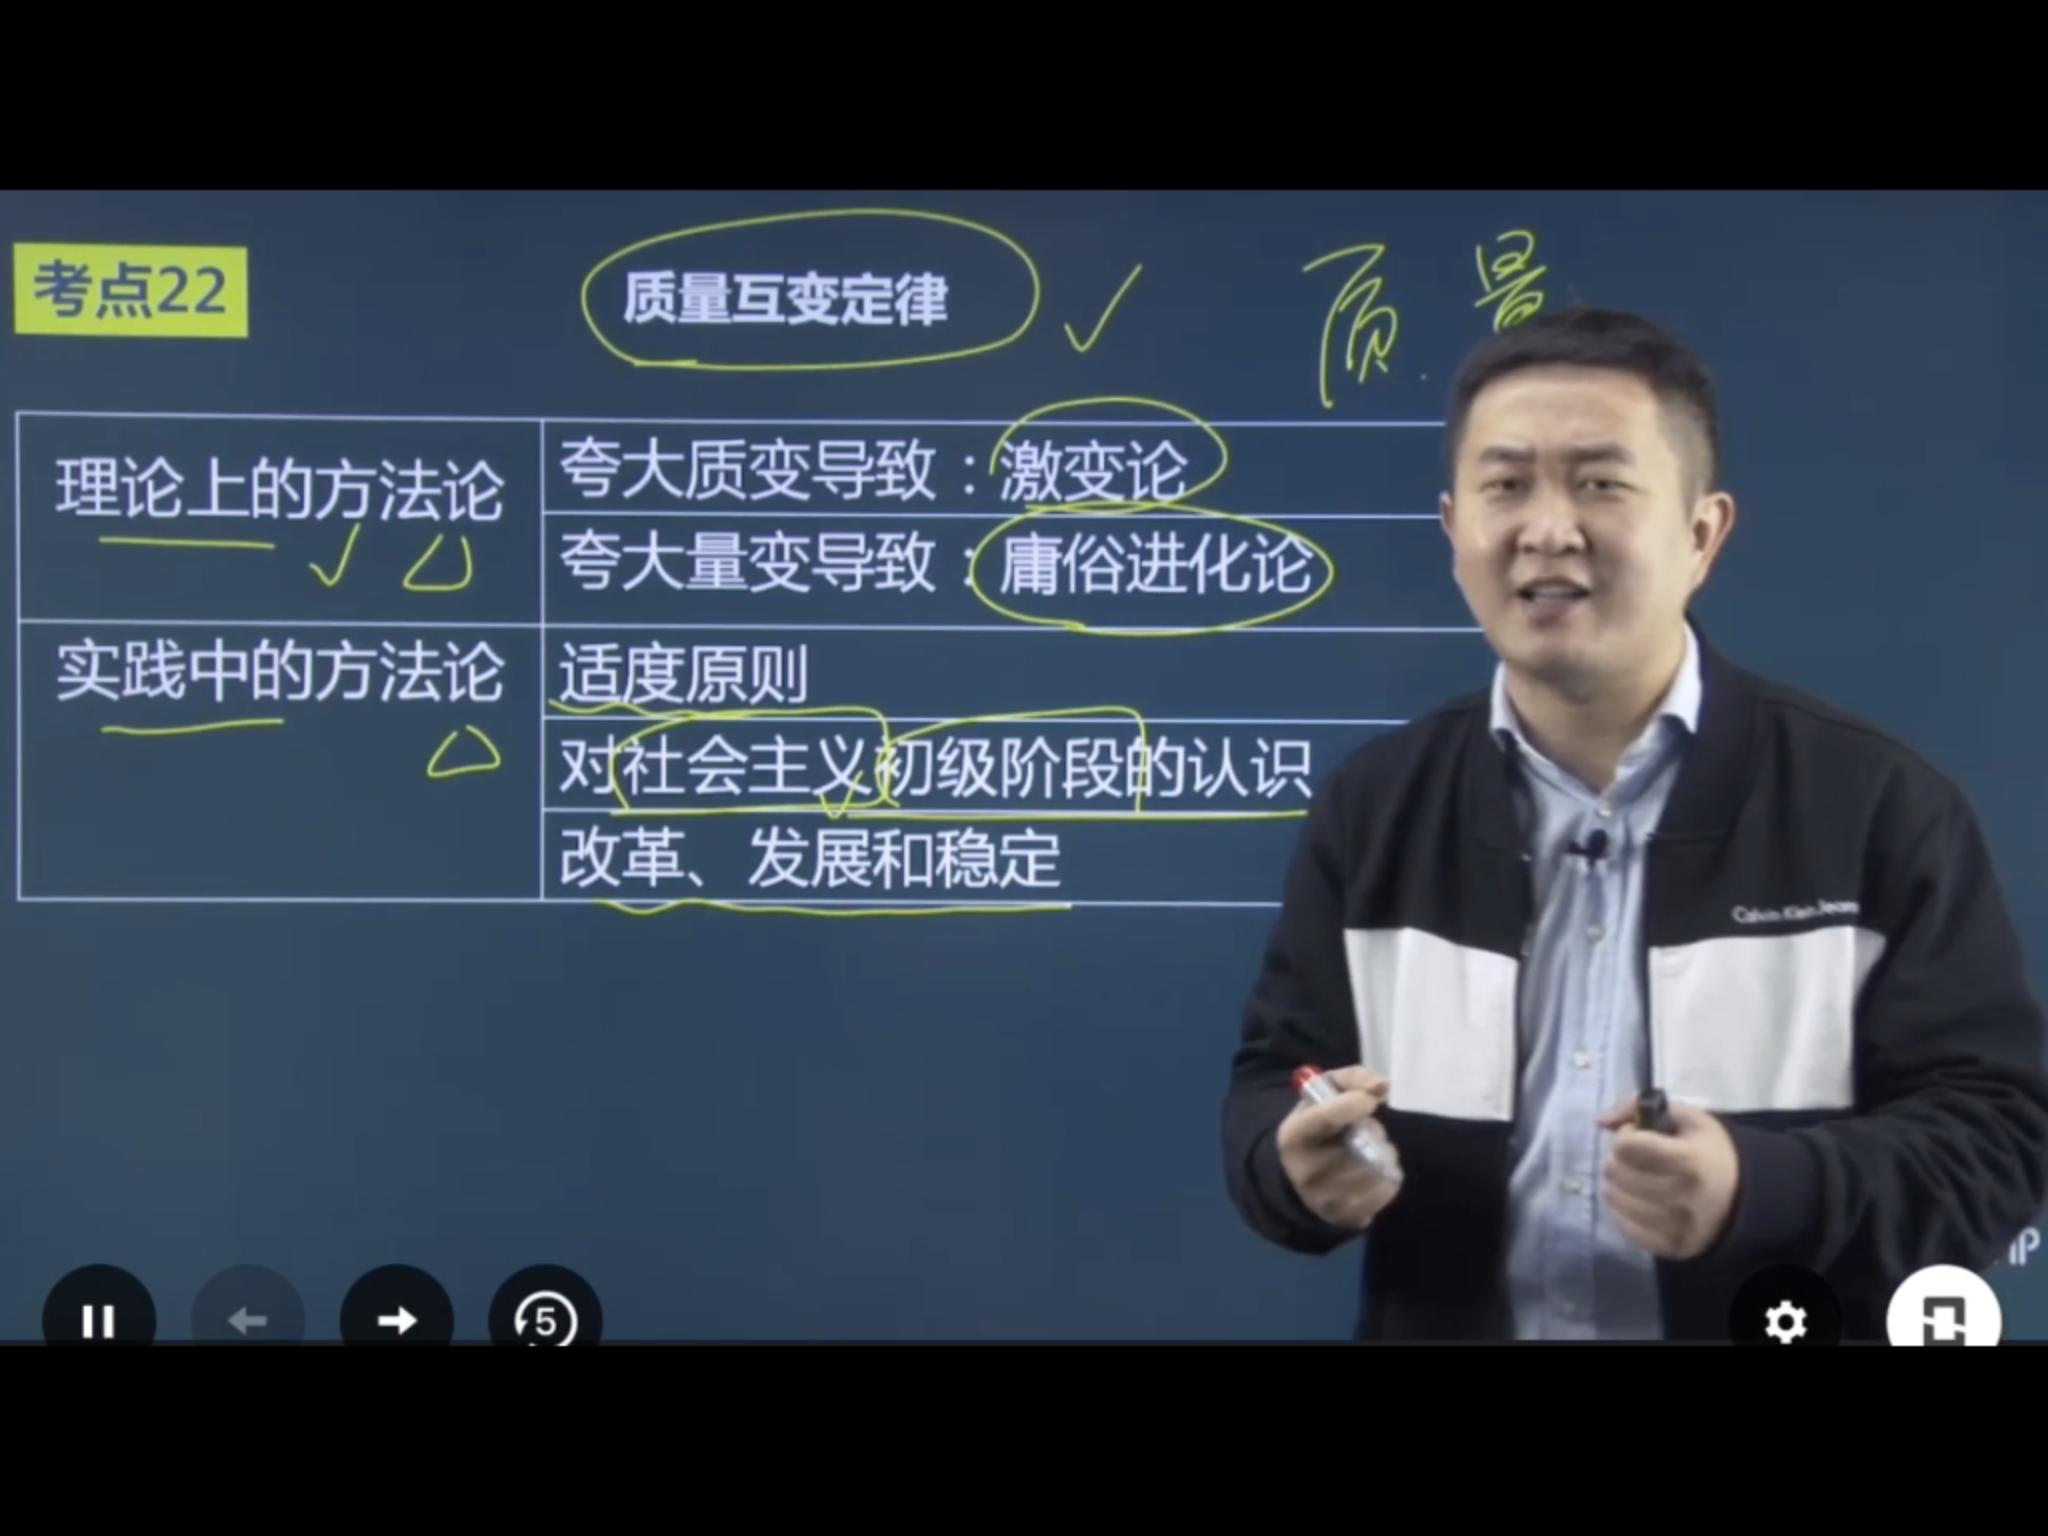 考点22
质量互变定律
质 量
理论上的方法论
夸大质变导致：激变论
夸大量变导致：庸俗进化论
实践中的方法论
适度原则
对社会主义初级阶段的认识
改革、发展和稳定
Calvin Klein Jeans
5